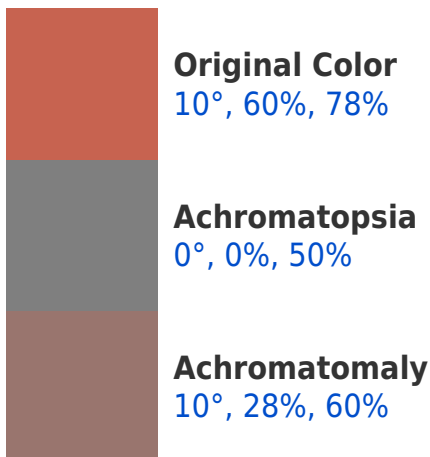 Original Color
10°, 60%, 78%
Achromatopsia
0°, 0%, 50%
Achromatomaly
10°, 28%, 60%